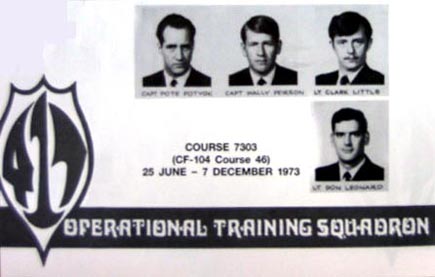 CAPT PETE POTVOK
CAPT WALLY PEIRSON
LT CLARK LITTLE
LT RON LEONARD
COURSE 7303
(CF-104 Course 46)
25 JUNE – 7 DECEMBER 1973
417
OPERATIONAL TRAINING SQUADRON